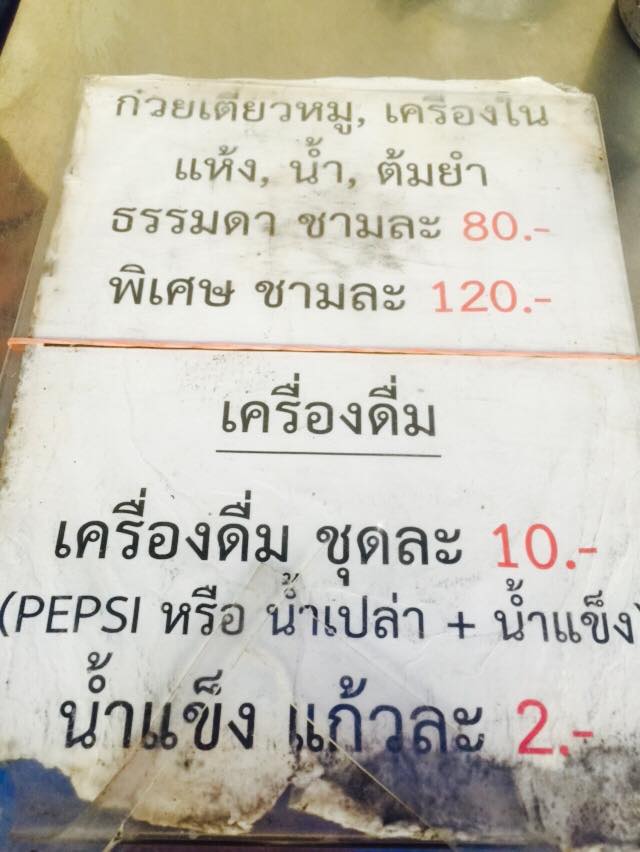 ก๋วยเตี๋ยวหมู, เครื่องใน
แห้ง, น้ำ, ต้มยำ
ธรรมดา ชามละ 80.-
พิเศษ ชามละ 120.-
เครื่องดื่ม
เครื่องดื่ม ชุดละ 10.-
(PEPSI หรือ น้ำเปล่า + น้ำแข็ง)
น้ำแข็ง แก้วละ 2.-